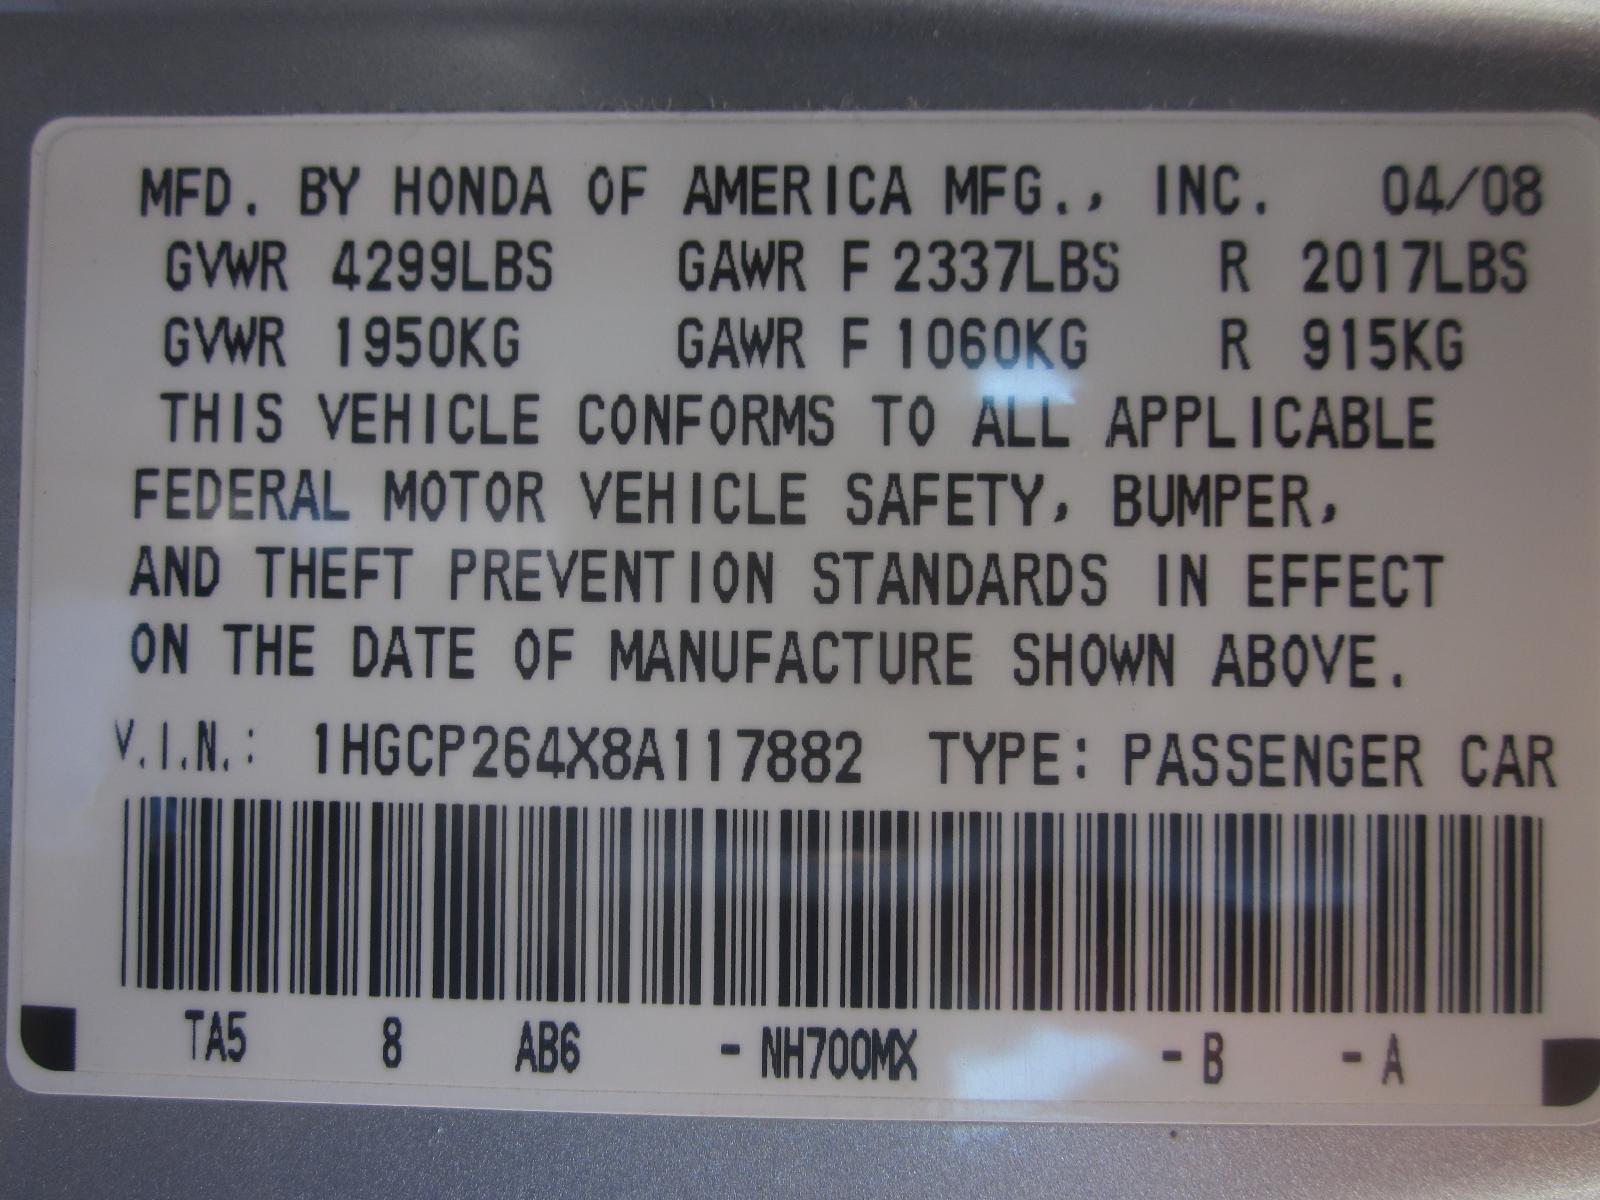 MFD. BY HONDA OF AMERICA MFG., INC. 04/08
GVWR 4299LBS GAWR F 2337LBS R 2017LBS
GVWR 1950KG GAWR F 1060KG R 915KG
THIS VEHICLE CONFORMS TO ALL APPLICABLE
FEDERAL MOTOR VEHICLE SAFETY, BUMPER,
AND THEFT PREVENTION STANDARDS IN EFFECT
ON THE DATE OF MANUFACTURE SHOWN ABOVE.
V.I.N.: 1HGCP264X8A117882 TYPE: PASSENGER CAR
TA5 8 AB6 - NH700MX - B - A